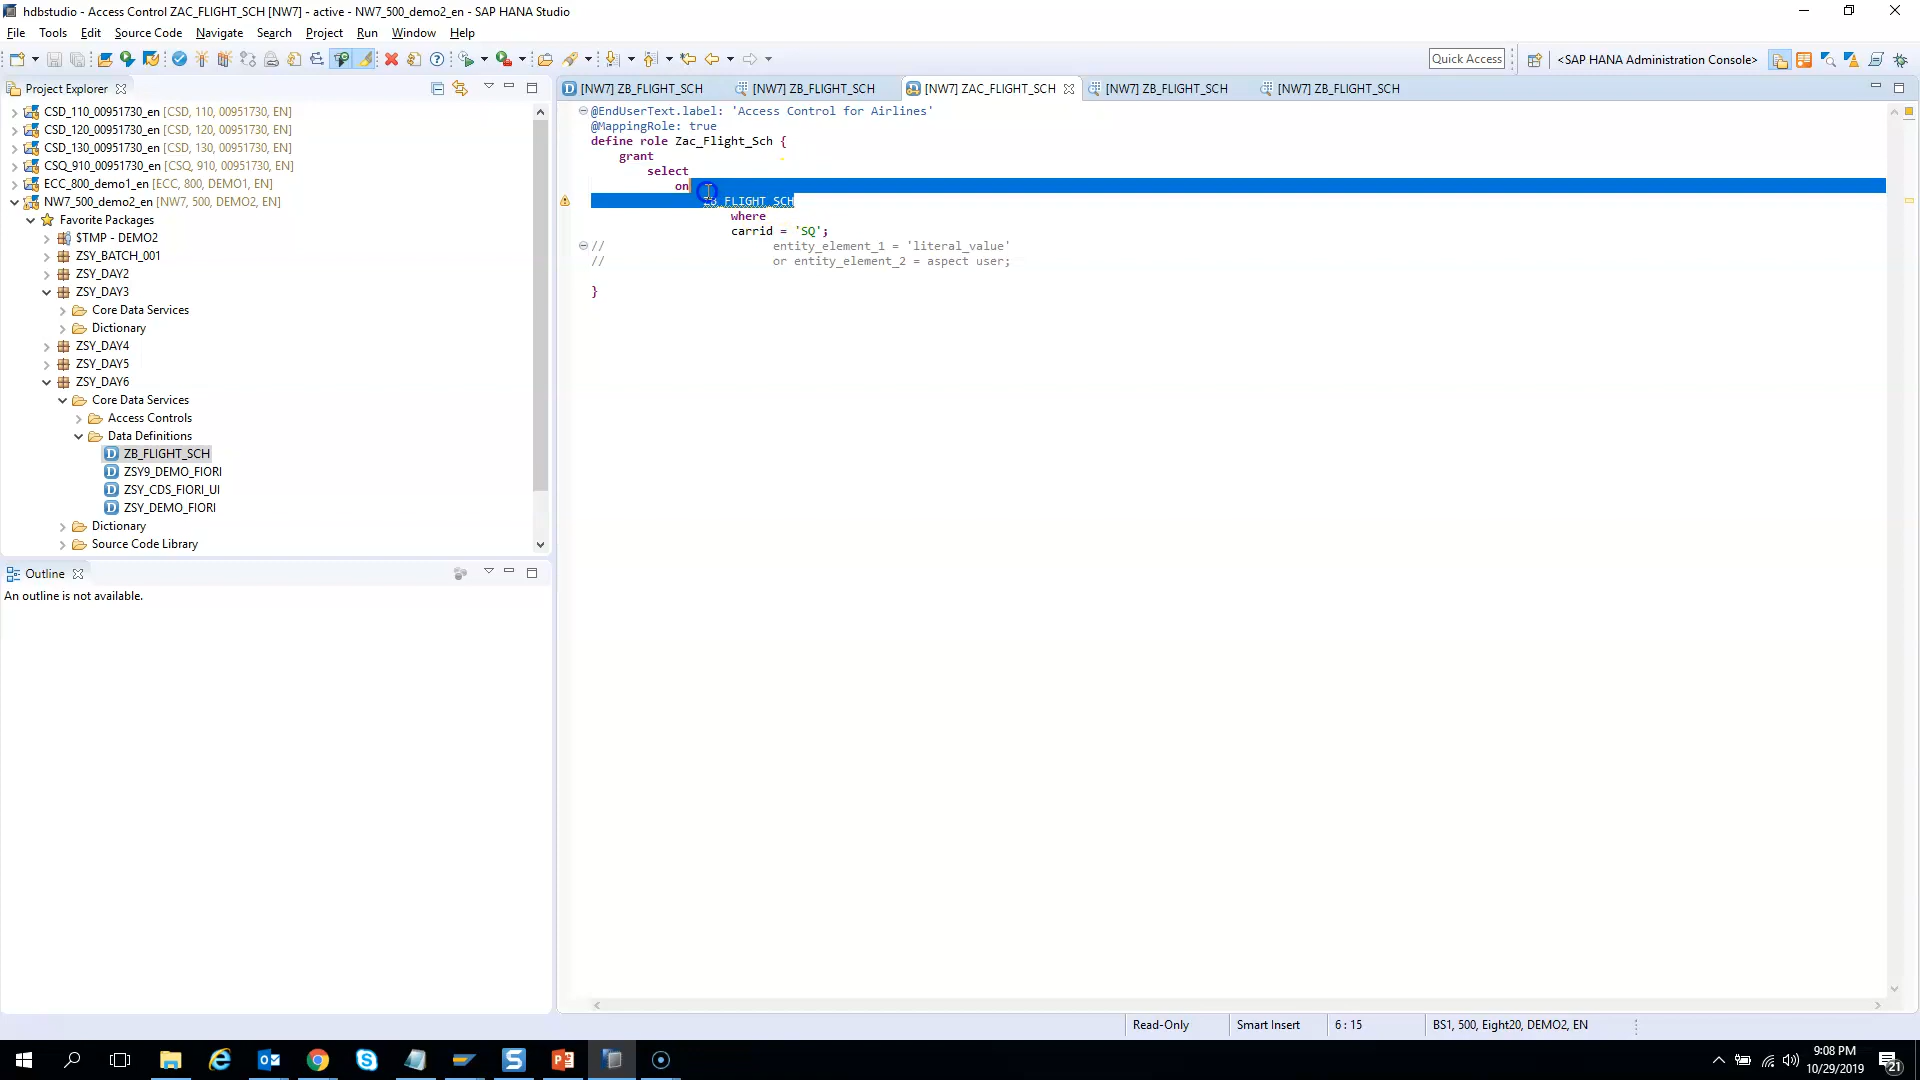 hdbstudio - Access Control ZAC_FLIGHT_SCH [NW7] - active - NW7_500_demo2_en - SAP HANA Studio
File Tools Edit Source Code Navigate Search Project Run Window Help
Quick Access <SAP HANA Administration Console>
Project Explorer
[NW7] ZB_FLIGHT_SCH [NW7] ZB_FLIGHT_SCH [NW7] ZAC_FLIGHT_SCH [NW7] ZB_FLIGHT_SCH [NW7] ZB_FLIGHT_SCH
CSD_110_00951730_en [CSD, 110, 00951730, EN]
CSD_120_00951730_en [CSD, 120, 00951730, EN]
CSD_130_00951730_en [CSD, 130, 00951730, EN]
CSQ_910_00951730_en [CSQ, 910, 00951730, EN]
ECC_800_demo1_en [ECC, 800, DEMO1, EN]
NW7_500_demo2_en [NW7, 500, DEMO2, EN]
Favorite Packages
$TMP - DEMO2
ZSY_BATCH_001
ZSY_DAY2
ZSY_DAY3
Core Data Services
Dictionary
ZSY_DAY4
ZSY_DAY5
ZSY_DAY6
Core Data Services
Access Controls
Data Definitions
ZB_FLIGHT_SCH
ZSY9_DEMO_FIORI
ZSY_CDS_FIORI_UI
ZSY_DEMO_FIORI
Dictionary
Source Code Library
@EndUserText.label: 'Access Control for Airlines'
@MappingRole: true
define role Zac_Flight_Sch {
grant
select
on
ZB_FLIGHT_SCH
where
carrid = 'SQ';
// entity_element_1 = 'literal_value'
// or entity_element_2 = aspect user;
}
Outline
An outline is not available.
Read-Only Smart Insert 6 : 15 BS1, 500, Eight20, DEMO2, EN
9:08 PM
10/29/2019
21